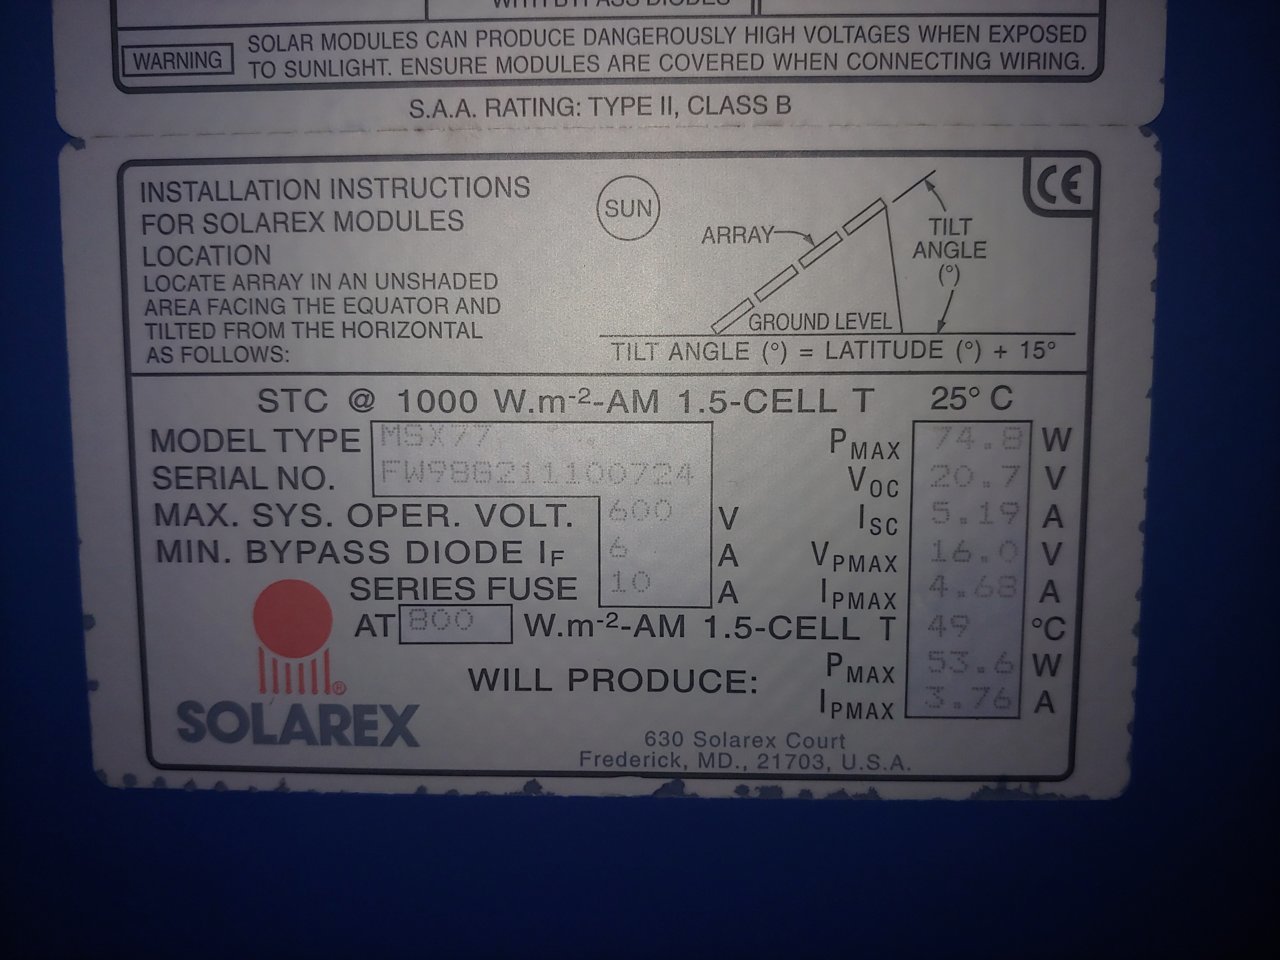 WITH BYPASS DIODES
WARNING
SOLAR MODULES CAN PRODUCE DANGEROUSLY HIGH VOLTAGES WHEN EXPOSED
TO SUNLIGHT. ENSURE MODULES ARE COVERED WHEN CONNECTING WIRING.
S.A.A. RATING: TYPE II, CLASS B
INSTALLATION INSTRUCTIONS
FOR SOLAREX MODULES
LOCATION
LOCATE ARRAY IN AN UNSHADED
AREA FACING THE EQUATOR AND
TILTED FROM THE HORIZONTAL
AS FOLLOWS:
SUN
ARRAY
TILT
ANGLE
(°)
GROUND LEVEL
TILT ANGLE (°) = LATITUDE (°) + 15°
CE
STC @ 1000 W.m-2-AM 1.5-CELL T 25° C
MODEL TYPE MSX77
SERIAL NO. FW98G211100724
MAX. SYS. OPER. VOLT. 600 V
MIN. BYPASS DIODE IF 6 A
SERIES FUSE 10 A
PMAX 74.8 W
VOC 20.7 V
ISC 5.19 A
VPMAX 16.0 V
IPMAX 4.68 A
AT 800 W.m-2-AM 1.5-CELL T 49 °C
WILL PRODUCE: PMAX 53.6 W
IPMAX 3.76 A
SOLAREX®
630 Solarex Court
Frederick, MD., 21703, U.S.A.